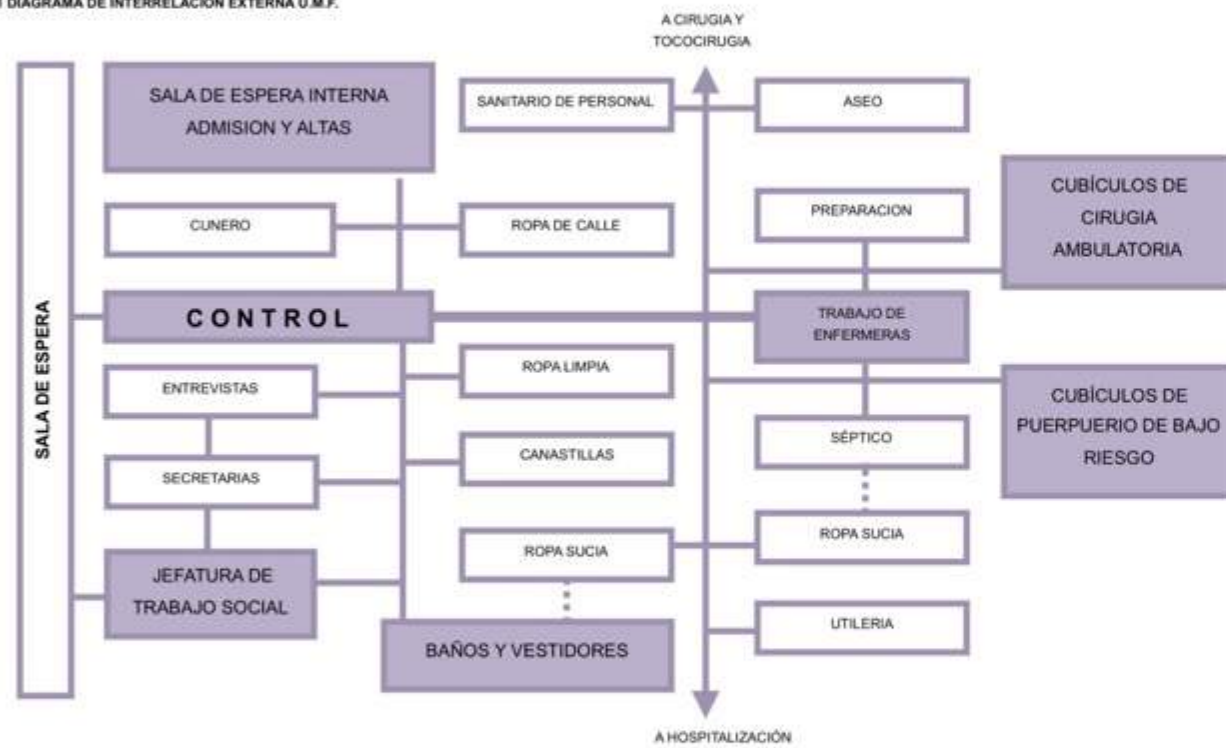 DIAGRAMA DE INTERRELACION EXTERNA U.M.F.
A CIRUGIA Y
TOCOCIRUGIA
SALA DE ESPERA
SALA DE ESPERA INTERNA
ADMISION Y ALTAS
SANITARIO DE PERSONAL
ASEO
CUNERO
ROPA DE CALLE
PREPARACION
CUBÍCULOS DE
CIRUGIA
AMBULATORIA
CONTROL
TRABAJO DE
ENFERMERAS
ENTREVISTAS
ROPA LIMPIA
CUBÍCULOS DE
PUERPUERIO DE BAJO
RIESGO
SECRETARIAS
CANASTILLAS
SÉPTICO
JEFATURA DE
TRABAJO SOCIAL
ROPA SUCIA
ROPA SUCIA
BAÑOS Y VESTIDORES
UTILERIA
A HOSPITALIZACIÓN